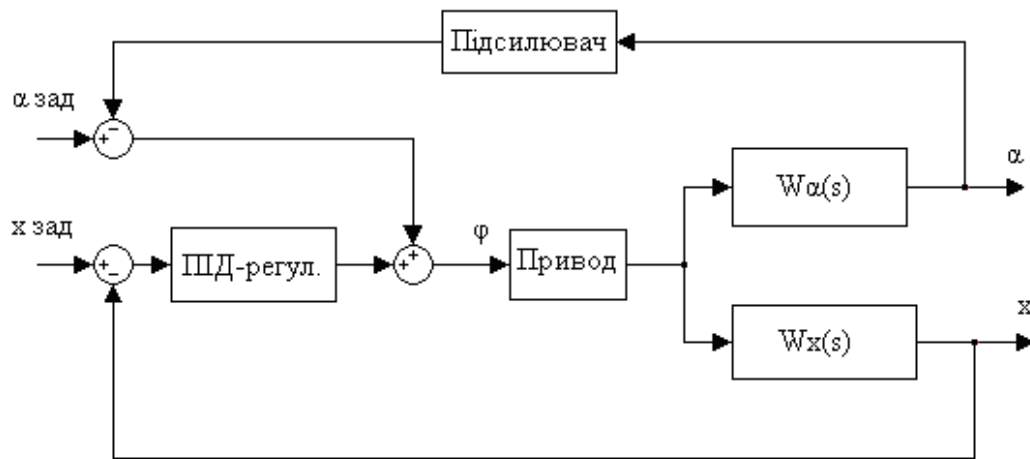 Підсилювач
α зад
α
Wα(s)
x зад
φ
ПІД-регул.
Привод
x
Wx(s)